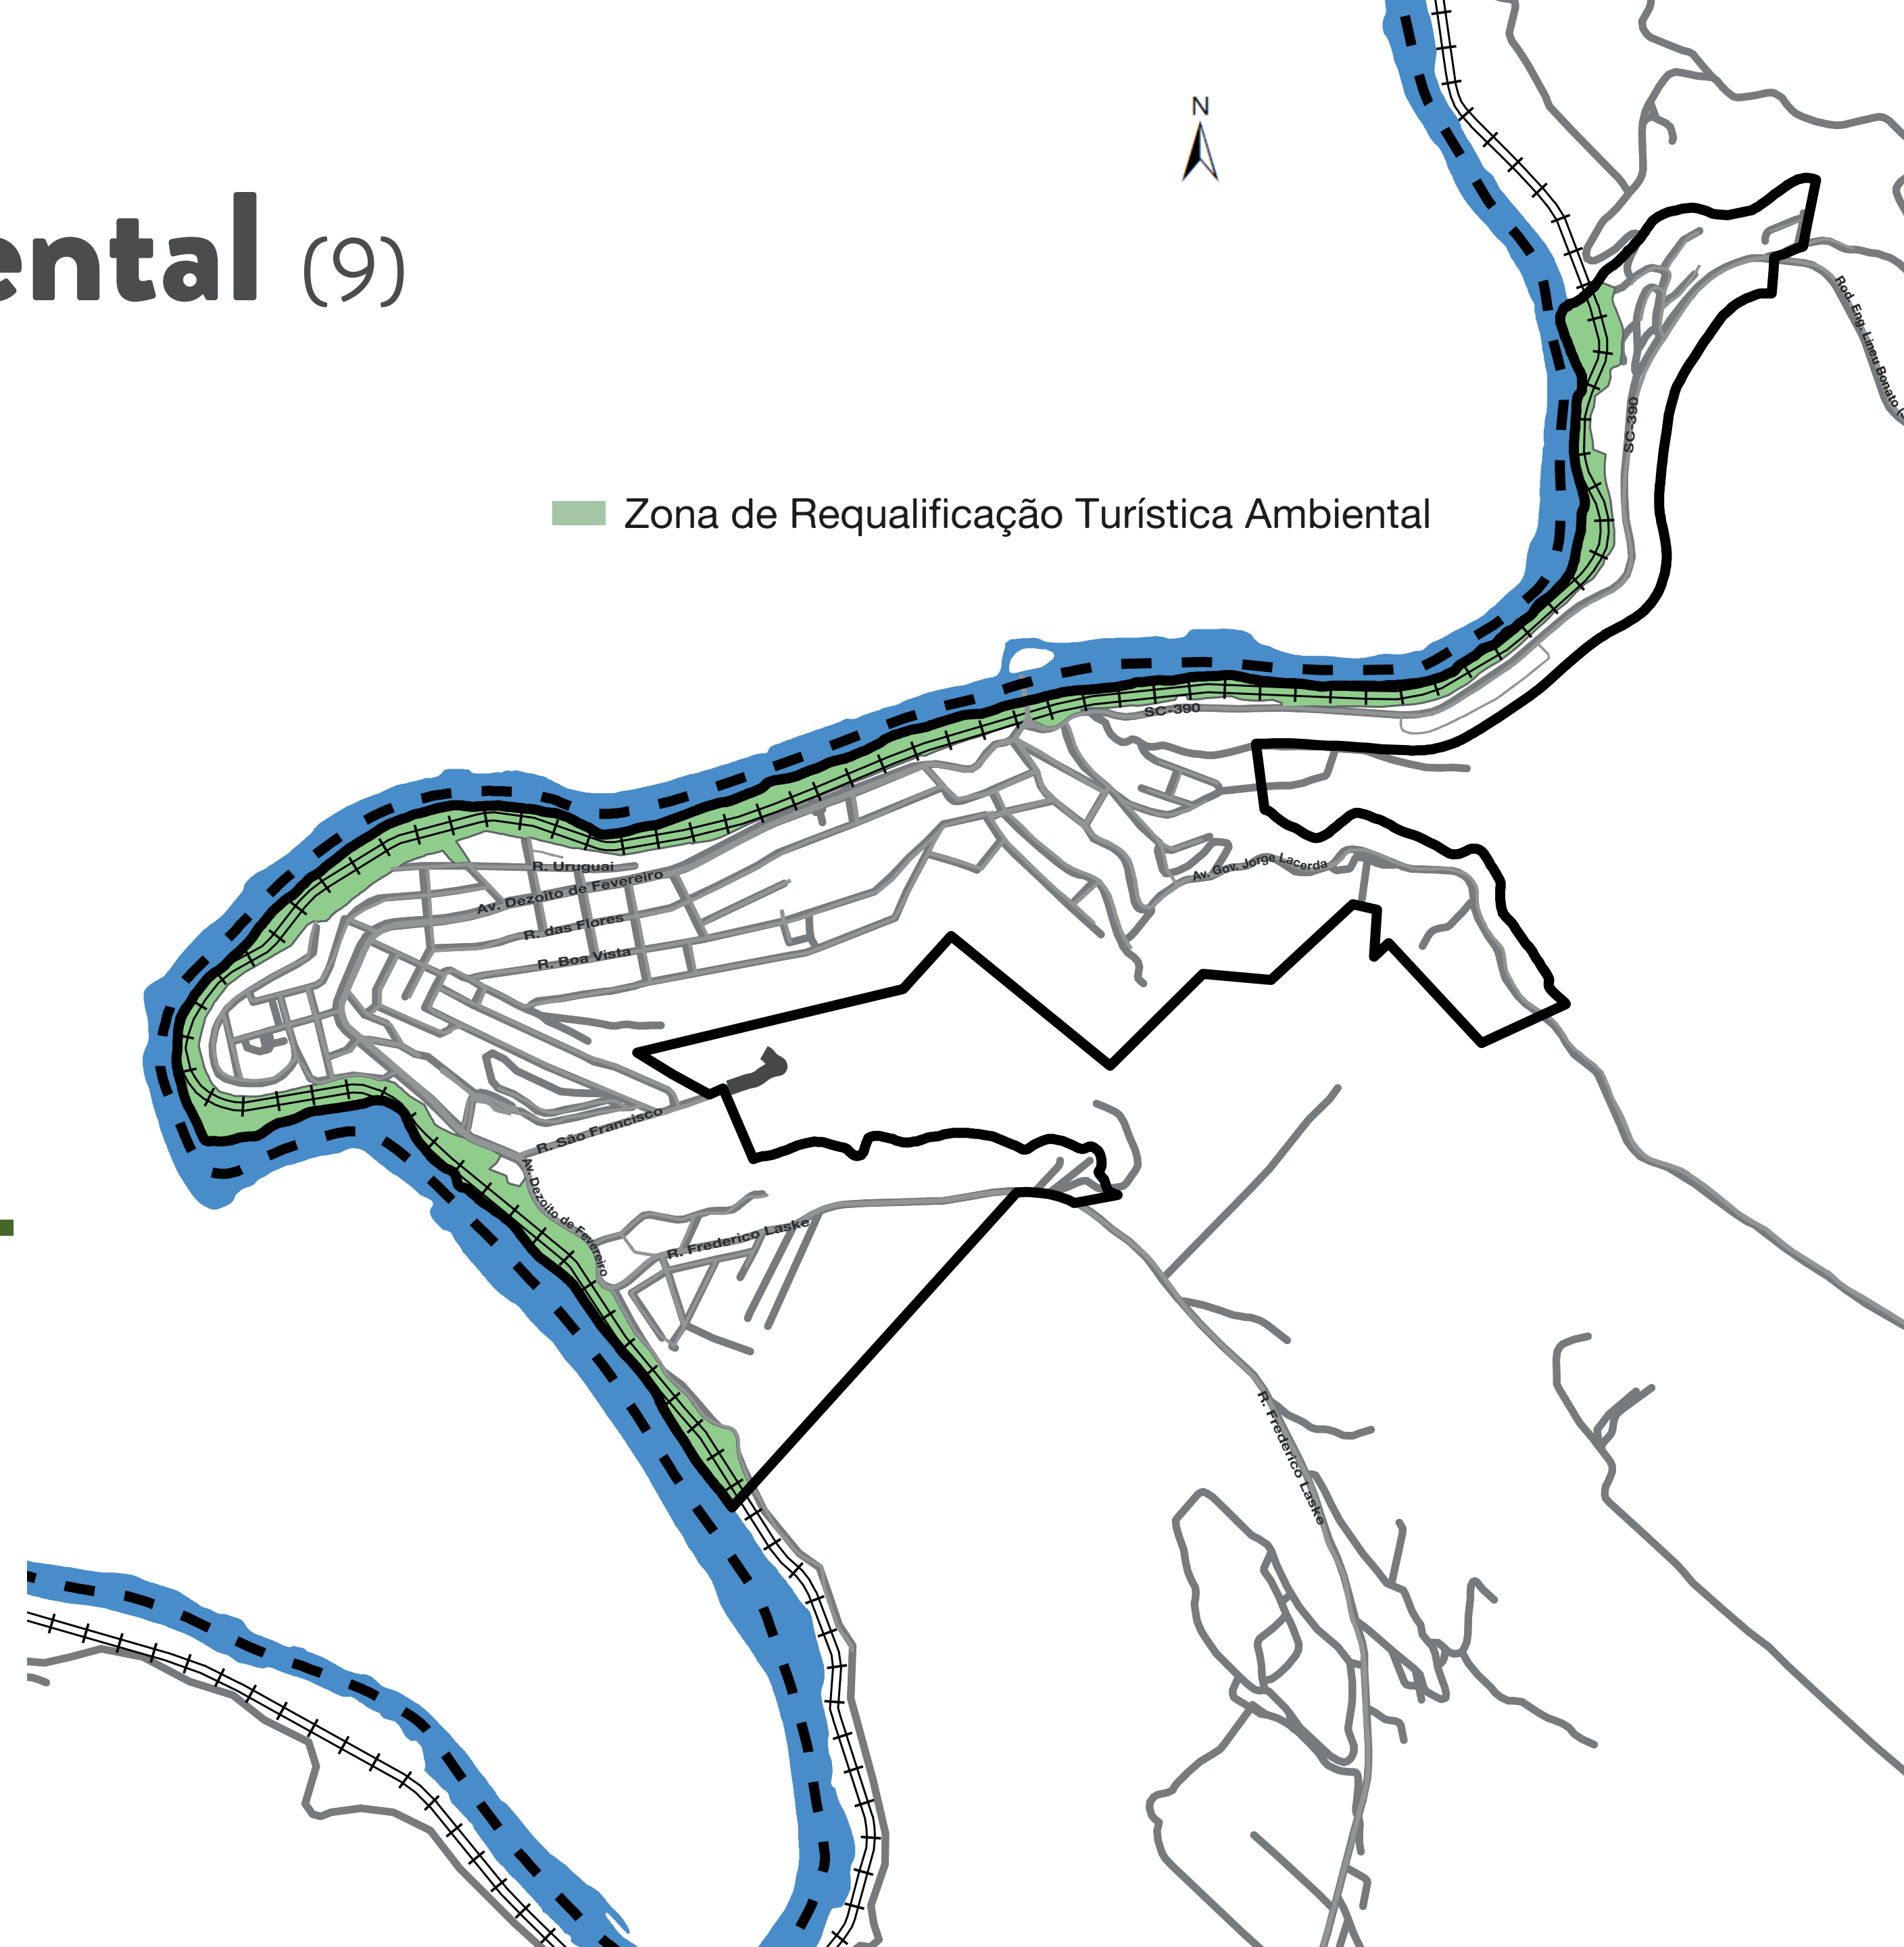 N
ental (9)
Rod. Eng. Lineu Bonato (
SC-390
Zona de Requalificação Turística Ambiental
SC-390
R. Uruguai
Av. Gov. Jorge Lacerda
Av. Dezoito de Fevereiro
R. das Flores
R. Boa Vista
R. São Francisco
Av. Dezoito de Fevereiro
R. Frederico Laske
R. Frederico Laske